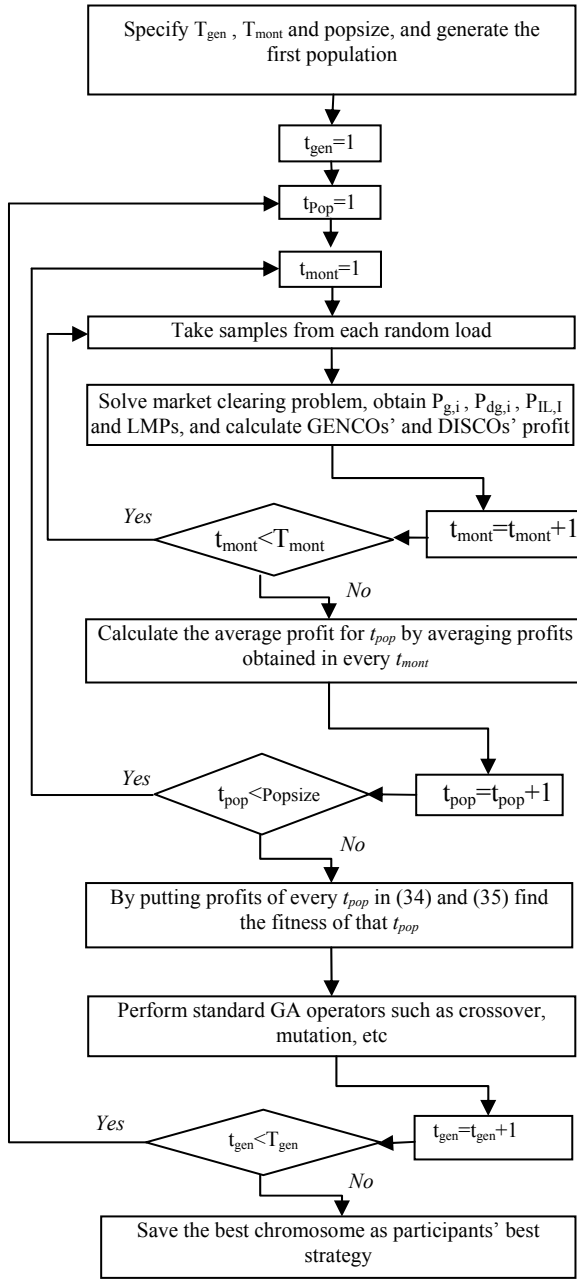 Specify T_gen , T_mont and popsize, and generate the
first population
t_gen=1
t_Pop=1
t_mont=1
Take samples from each random load
Solve market clearing problem, obtain P_g,i , P_dg,i , P_IL,I
and LMPs, and calculate GENCOs' and DISCOs' profit
Yes
t_mont<T_mont
t_mont=t_mont+1
No
Calculate the average profit for t_pop by averaging profits
obtained in every t_mont
Yes
t_pop<Popsize
t_pop=t_pop+1
No
By putting profits of every t_pop in (34) and (35) find
the fitness of that t_pop
Perform standard GA operators such as crossover,
mutation, etc
Yes
t_gen<T_gen
t_gen=t_gen+1
No
Save the best chromosome as participants' best
strategy